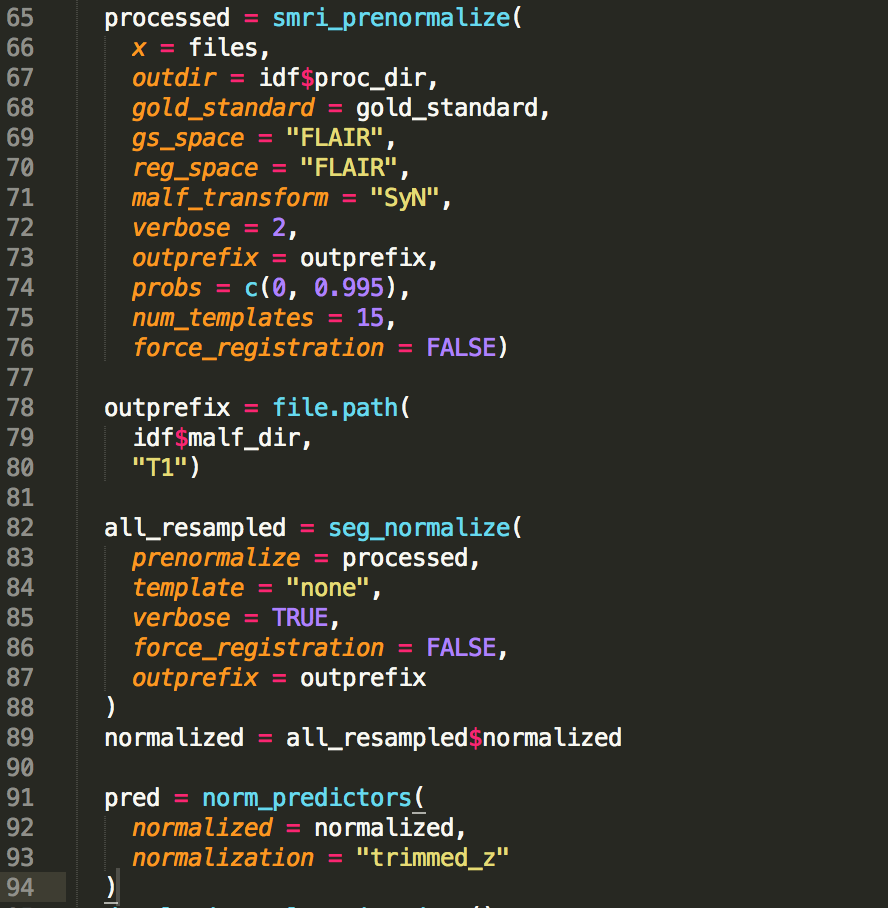 65 processed = smri_prenormalize(
66 x = files,
67 outdir = idf$proc_dir,
68 gold_standard = gold_standard,
69 gs_space = "FLAIR",
70 reg_space = "FLAIR",
71 malf_transform = "SyN",
72 verbose = 2,
73 outprefix = outprefix,
74 probs = c(0, 0.995),
75 num_templates = 15,
76 force_registration = FALSE)
77
78 outprefix = file.path(
79 idf$malf_dir,
80 "T1")
81
82 all_resampled = seg_normalize(
83 prenormalize = processed,
84 template = "none",
85 verbose = TRUE,
86 force_registration = FALSE,
87 outprefix = outprefix
88 )
89 normalized = all_resampled$normalized
90
91 pred = norm_predictors(
92 normalized = normalized,
93 normalization = "trimmed_z"
94 )